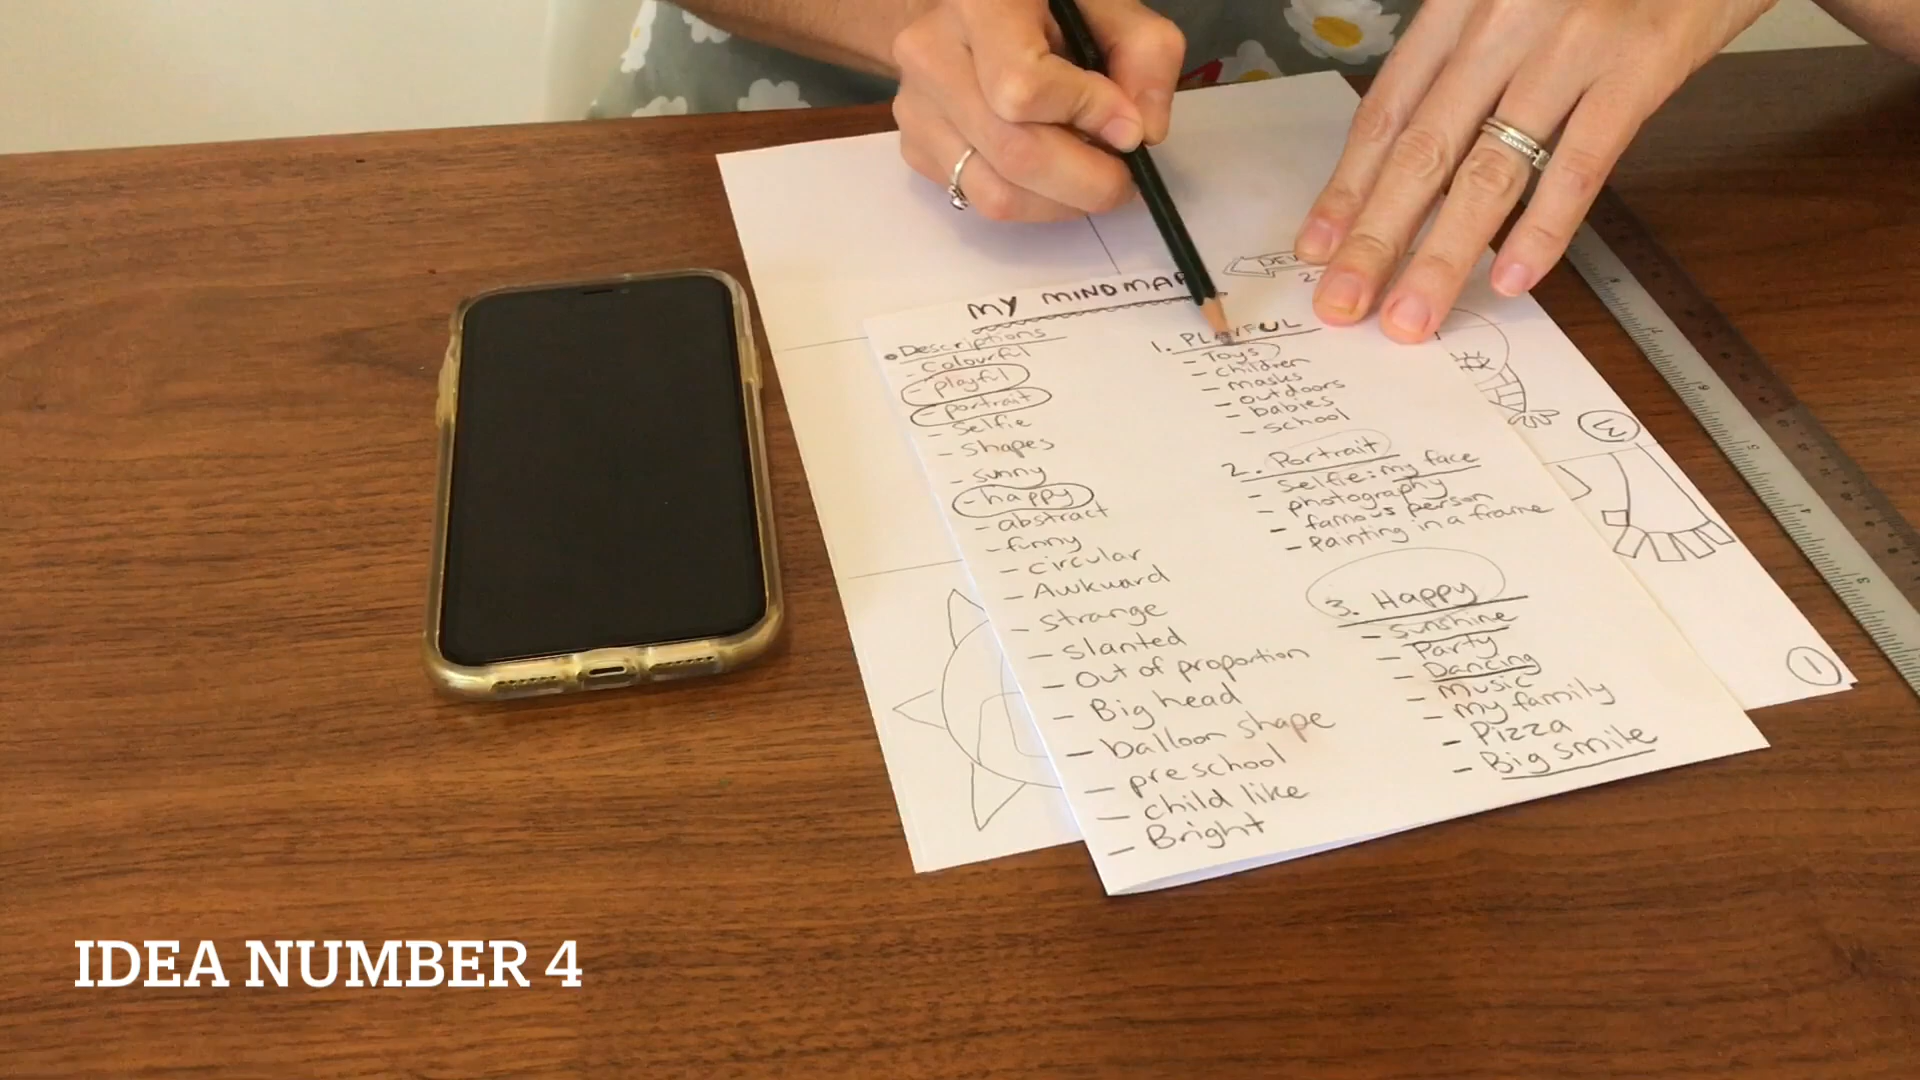 MY MINDMAP
Descriptions
- Colourful
- playful
- portrait
- Selfie
- Shapes
- sunny
- happy
- abstract
- funny
- circular
- Awkward
- Strange
- Slanted
- Out of proportion
- Big head
- balloon shape
- preschool
- child like
- Bright
1. PLAYFUL
- Toys
- children
- masks
- outdoors
- babies
- School
2. Portrait
- Selfie: my face
- photography
- famous person
- Painting in a frame
3. Happy
- Sunshine
- Party
- Dancing
- Music
- My family
- Pizza
- Big smile
1
IDEA NUMBER 4